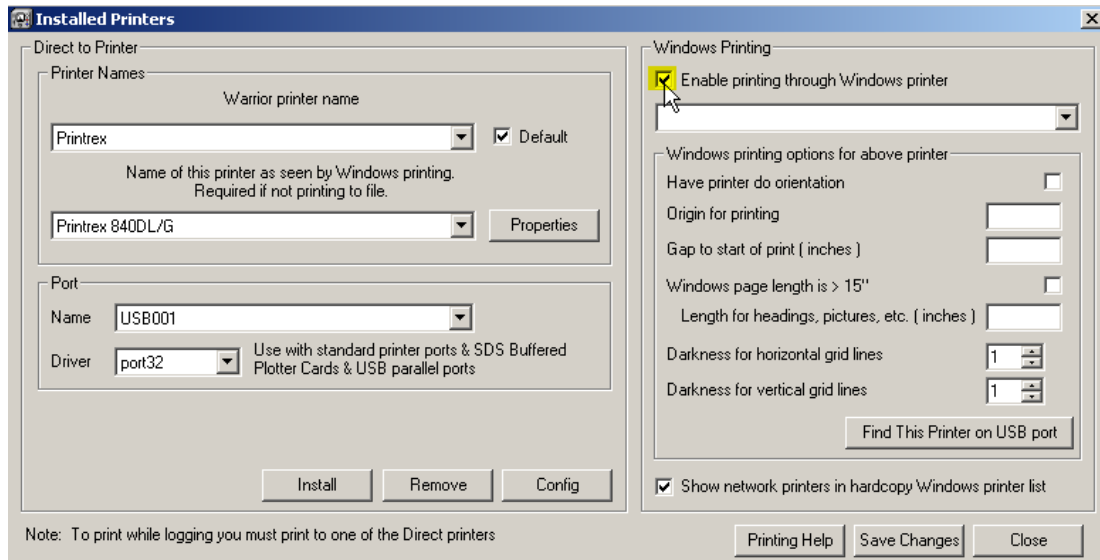 Installed Printers
Direct to Printer
Printer Names
Warrior printer name
Printrex
Default
Name of this printer as seen by Windows printing.
Required if not printing to file.
Printrex 840DL/G
Properties
Port
Name
USB001
Driver
port32
Use with standard printer ports & SDS Buffered
Plotter Cards & USB parallel ports
Install
Remove
Config
Note: To print while logging you must print to one of the Direct printers
Windows Printing
Enable printing through Windows printer
Windows printing options for above printer
Have printer do orientation
Origin for printing
Gap to start of print ( inches )
Windows page length is > 15"
Length for headings, pictures, etc. ( inches )
Darkness for horizontal grid lines
1
Darkness for vertical grid lines
1
Find This Printer on USB port
Show network printers in hardcopy Windows printer list
Printing Help
Save Changes
Close